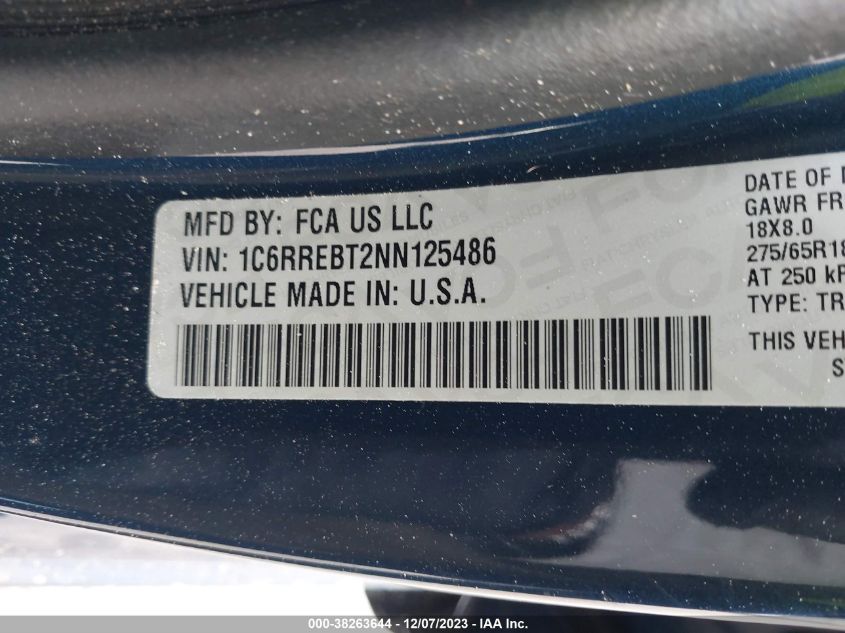 MFD BY: FCA US LLC
VIN: 1C6RREBT2NN125486
VEHICLE MADE IN: U.S.A.
DATE OF
GAWR FR
18X8.0
275/65R18
AT 250
TYPE: TR
THIS VEH
000-38263644 - 12/07/2023 - IAA Inc.